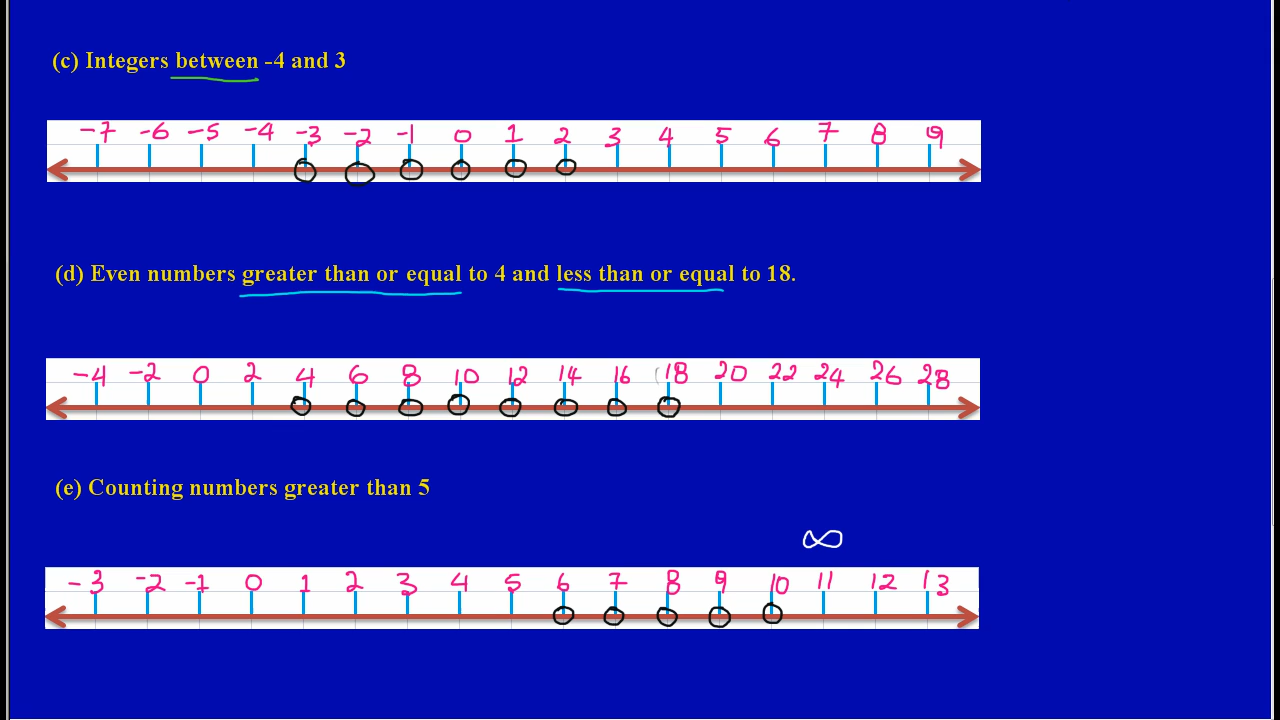 (c) Integers between -4 and 3
-7 -6 -5 -4 -3 -2 -1 0 1 2 3 4 5 6 7 8 9
(d) Even numbers greater than or equal to 4 and less than or equal to 18.
-4 -2 0 2 4 6 8 10 12 14 16 18 20 22 24 26 28
(e) Counting numbers greater than 5
∞
-3 -2 -1 0 1 2 3 4 5 6 7 8 9 10 11 12 13